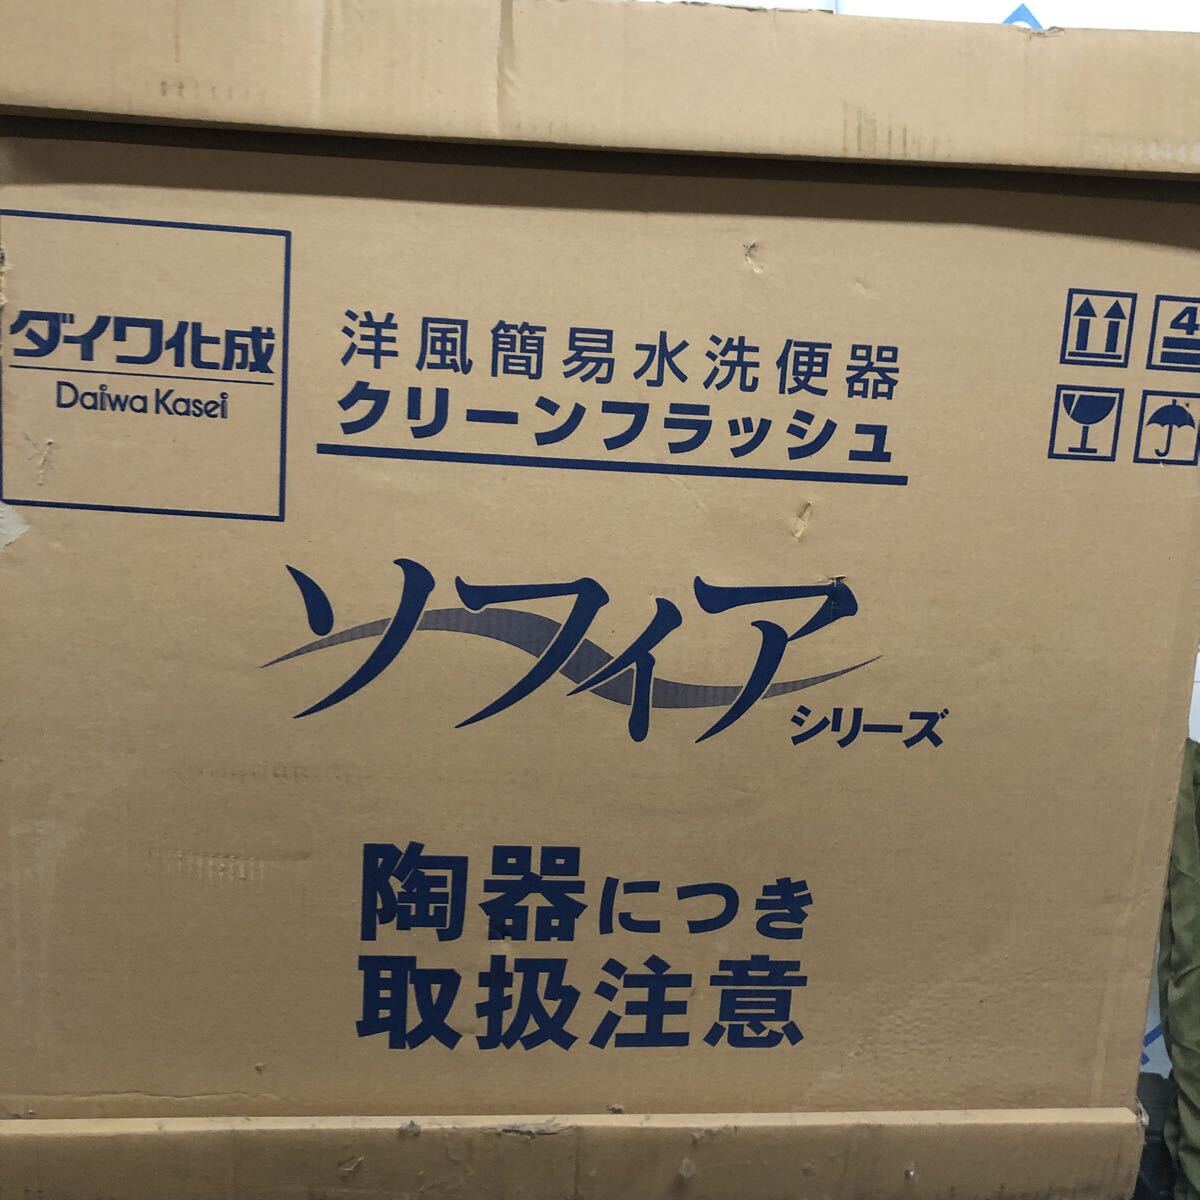 ダイワ化成
Daiwa Kasei
洋風簡易水洗便器
クリーンフラッシュ
ソフィア
シリーズ
4
陶器につき
取扱注意